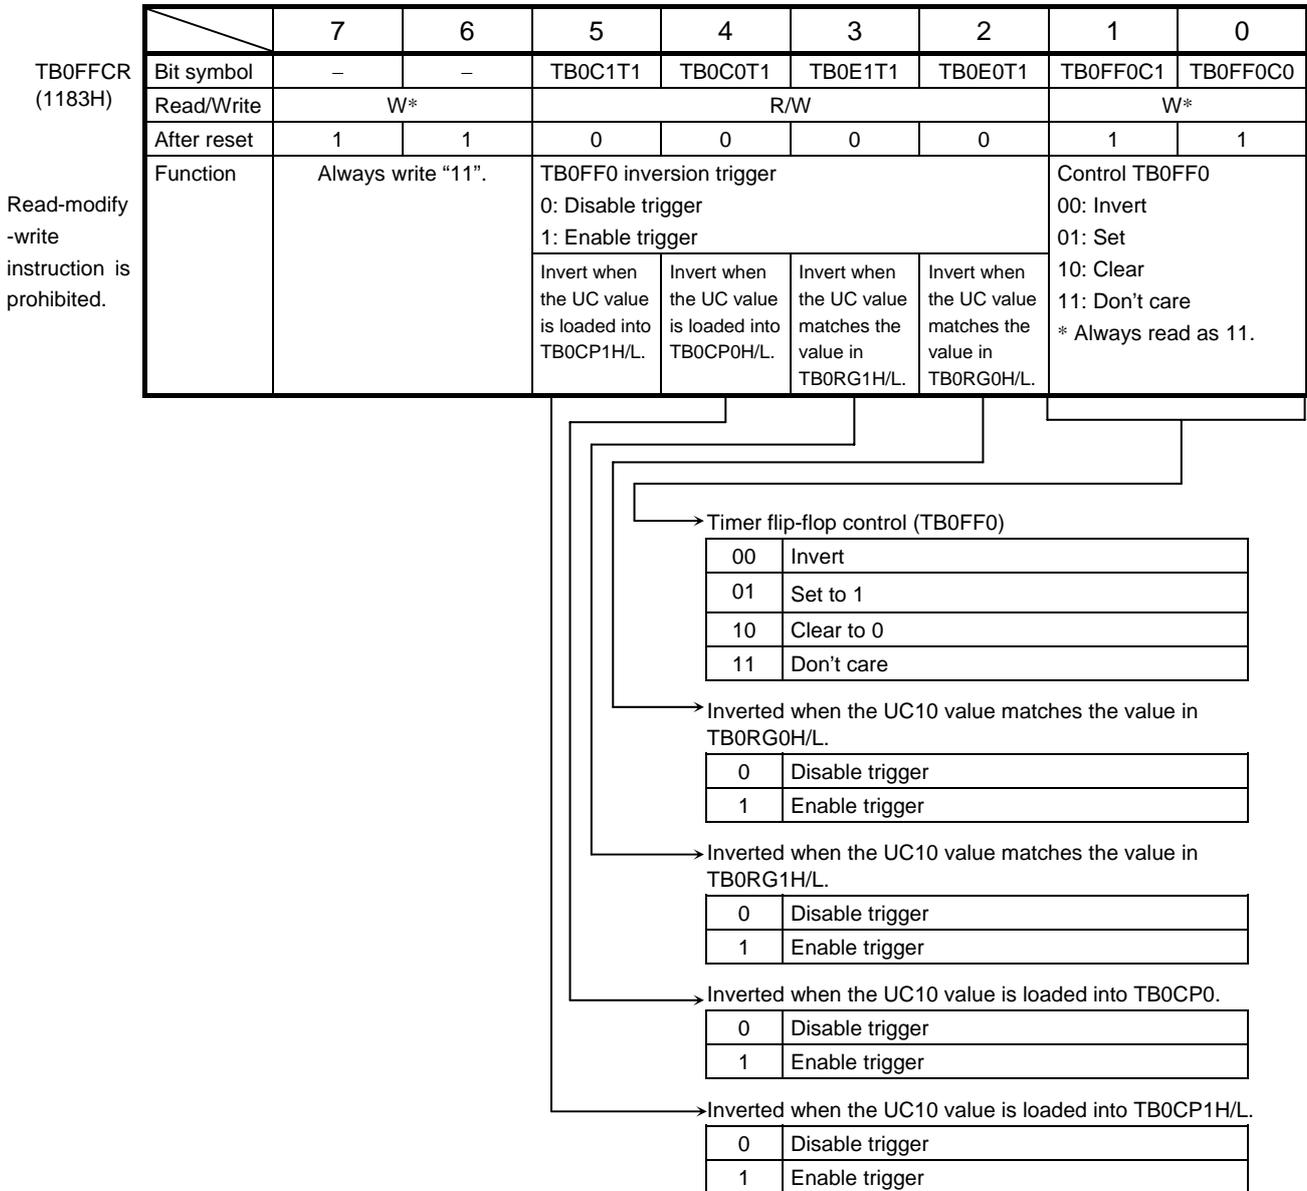 7 6 5 4 3 2 1 0
TB0FFCR
(1183H)
Bit symbol − − TB0C1T1 TB0C0T1 TB0E1T1 TB0E0T1 TB0FF0C1 TB0FF0C0
Read/Write W* R/W W*
After reset 1 1 0 0 0 0 1 1
Read-modify
-write
instruction is
prohibited.
Function
Always write “11”.
TB0FF0 inversion trigger
0: Disable trigger
1: Enable trigger
Invert when
the UC value
is loaded into
TB0CP1H/L.
Invert when
the UC value
is loaded into
TB0CP0H/L.
Invert when
the UC value
matches the
value in
TB0RG1H/L.
Invert when
the UC value
matches the
value in
TB0RG0H/L.
Control TB0FF0
00: Invert
01: Set
10: Clear
11: Don’t care
* Always read as 11.
Timer flip-flop control (TB0FF0)
00 Invert
01 Set to 1
10 Clear to 0
11 Don’t care
Inverted when the UC10 value matches the value in
TB0RG0H/L.
0 Disable trigger
1 Enable trigger
Inverted when the UC10 value matches the value in
TB0RG1H/L.
0 Disable trigger
1 Enable trigger
Inverted when the UC10 value is loaded into TB0CP0.
0 Disable trigger
1 Enable trigger
Inverted when the UC10 value is loaded into TB0CP1H/L.
0 Disable trigger
1 Enable trigger